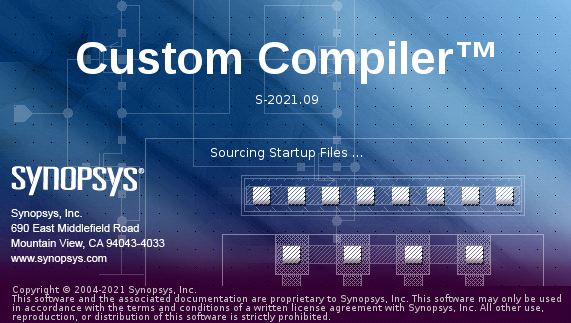 Custom Compiler™
S-2021.09
Sourcing Startup Files ...
SYNOPSYS®
Synopsys, Inc.
690 East Middlefield Road
Mountain View, CA 94043-4033
www.synopsys.com
Copyright © 2004-2021 Synopsys, Inc.
This software and the associated documentation are proprietary to Synopsys, Inc. This software may only be used
in accordance with the terms and conditions of a written license agreement with Synopsys, Inc. All other use,
reproduction, or distribution of this software is strictly prohibited.